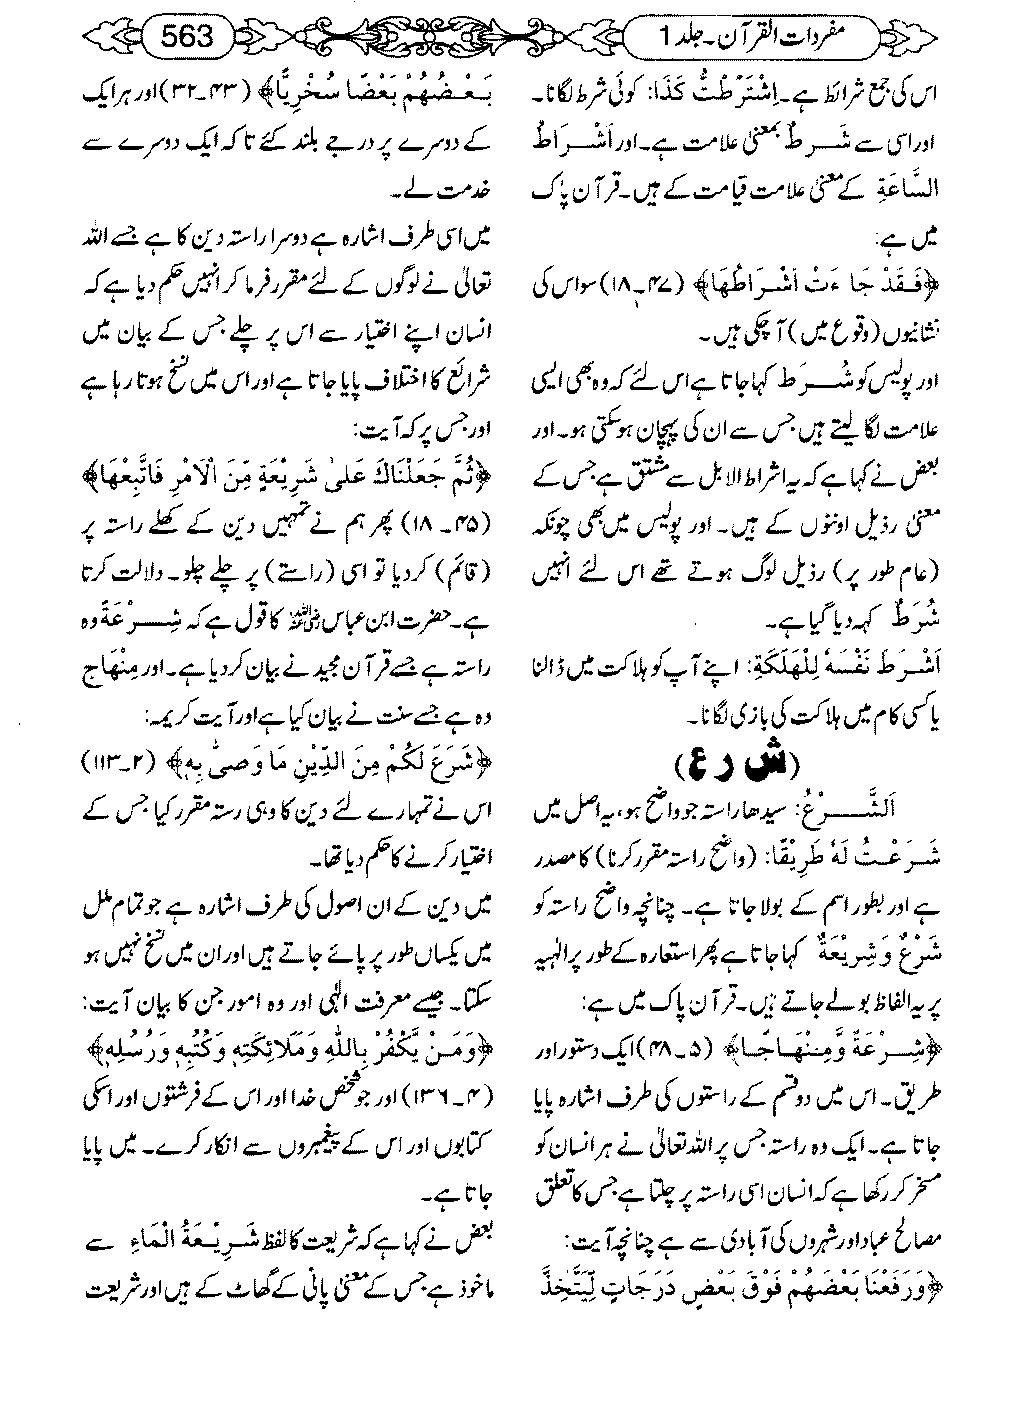 مفردات القرآن۔ جلد 1
563
اس کی جمع شرائط ہے۔ اِشْتَرَطْتُ كَذَا: کوئی شرط لگانا۔
اور اسی سے شَرَطٌ بمعنی علامت ہے۔ اور اَشْرَاطُ
السَّاعَةِ کے معنی علامت قیامت کے ہیں۔ قرآن پاک
میں ہے:
﴿فَقَدْ جَاءَتْ اَشْرَاطُهَا﴾ (۴۷۔۱۸) سو اس کی
نشانیوں (وقوع میں) آ چکی ہیں۔
اور پولیس کو شُرَط کہا جاتا ہے اس لئے کہ وہ بھی ایسی
علامت لگا لیتے ہیں جس سے ان کی پہچان ہوسکتی ہو۔ اور
بعض نے کہا ہے کہ یہ اشراط الابل سے مشتق ہے جس کے
معنی رذیل اونٹوں کے ہیں۔ اور پولیس میں بھی چونکہ
(عام طور پر) رذیل لوگ ہوتے تھے اس لئے انہیں
شُرَطٌ کہہ دیا گیا ہے۔
اَشْرَطَ نَفْسَهُ لِلْهَلَكَةِ: اپنے آپ کو ہلاکت میں ڈالنا
یا کسی کام میں ہلاکت کی بازی لگانا۔
(ش ر ع)
اَلشَّرْعُ: سیدھا راستہ جو واضح ہو، یہ اصل میں
شَرَعْتُ لَهُ طَرِيْقًا: (واضح راستہ مقرر کرنا) کا مصدر
ہے اور بطور اسم کے بولا جاتا ہے۔ چنانچہ واضح راستہ کو
شَرْعٌ وَشَرِيْعَةٌ کہا جاتا ہے پھر استعارہ کے طور پر الٰہیہ
پر یہ الفاظ بولے جاتے ہیں۔ قرآن پاک میں ہے:
﴿شِرْعَةً وَّمِنْهَاجًا﴾ (۵۔۴۸) ایک دستور اور
طریق۔ اس میں دو قسم کے راستوں کی طرف اشارہ پایا
جاتا ہے۔ ایک وہ راستہ جس پر اللہ تعالیٰ نے ہر انسان کو
مسخر کر رکھا ہے کہ انسان اسی راستہ پر چلتا ہے جس کا تعلق
مصالح عباد اور شہروں کی آبادی سے ہے چنانچہ آیت:
﴿وَرَفَعْنَا بَعْضَهُمْ فَوْقَ بَعْضٍ دَرَجَاتٍ لِّيَتَّخِذَ
بَعْضُهُمْ بَعْضًا سُخْرِيًّا﴾ (۴۳۔۳۲) اور ہر ایک
کے دوسرے پر درجے بلند کئے تاکہ ایک دوسرے سے
خدمت لے۔
میں اسی طرف اشارہ ہے دوسرا راستہ دین کا ہے جسے اللہ
تعالیٰ نے لوگوں کے لئے مقرر فرما کر انہیں حکم دیا ہے کہ
انسان اپنے اختیار سے اس پر چلے جس کے بیان میں
شرائع کا اختلاف پایا جاتا ہے اور اس میں نسخ ہوتا رہا ہے
اور جس پر کہ آیت:
﴿ثُمَّ جَعَلْنَاكَ عَلٰى شَرِيْعَةٍ مِّنَ الْاَمْرِ فَاتَّبِعْهَا﴾
(۴۵۔۱۸) پھر ہم نے تمہیں دین کے کھلے راستہ پر
(قائم) کر دیا تو اسی (راستے) پر چلے چلو۔ دلالت کرتا
ہے۔ حضرت ابن عباس رضی اللہ عنہ کا قول ہے کہ شِرْعَةً وہ
راستہ ہے جسے قرآن مجید نے بیان کر دیا ہے۔ اور مِنْهَاج
وہ ہے جسے سنت نے بیان کیا ہے اور آیت کریمہ:
﴿شَرَعَ لَكُمْ مِنَ الدِّيْنِ مَا وَصّٰى بِهٖ﴾ (۲۔۱۱۳)
اس نے تمہارے لئے دین کا وہی رستہ مقرر کیا جس کے
اختیار کرنے کا حکم دیا تھا۔
میں دین کے ان اصول کی طرف اشارہ ہے جو تمام ملل
میں یکساں طور پر پائے جاتے ہیں اور ان میں نسخ نہیں ہو
سکتا۔ جیسے معرفت الٰہی اور وہ امور جن کا بیان آیت:
﴿وَمَنْ يَّكْفُرْ بِاللّٰهِ وَمَلَائِكَتِهٖ وَكُتُبِهٖ وَرُسُلِهٖ﴾
(۴۔۱۳۶) اور جو شخص خدا اور اس کے فرشتوں اور اسکی
کتابوں اور اس کے پیغمبروں سے انکار کرے۔ میں پایا
جاتا ہے۔
بعض نے کہا ہے کہ شریعت کا لفظ شَرِيْعَةُ الْمَاءِ سے
ماخوذ ہے جس کے معنی پانی کے گھاٹ کے ہیں اور شریعت